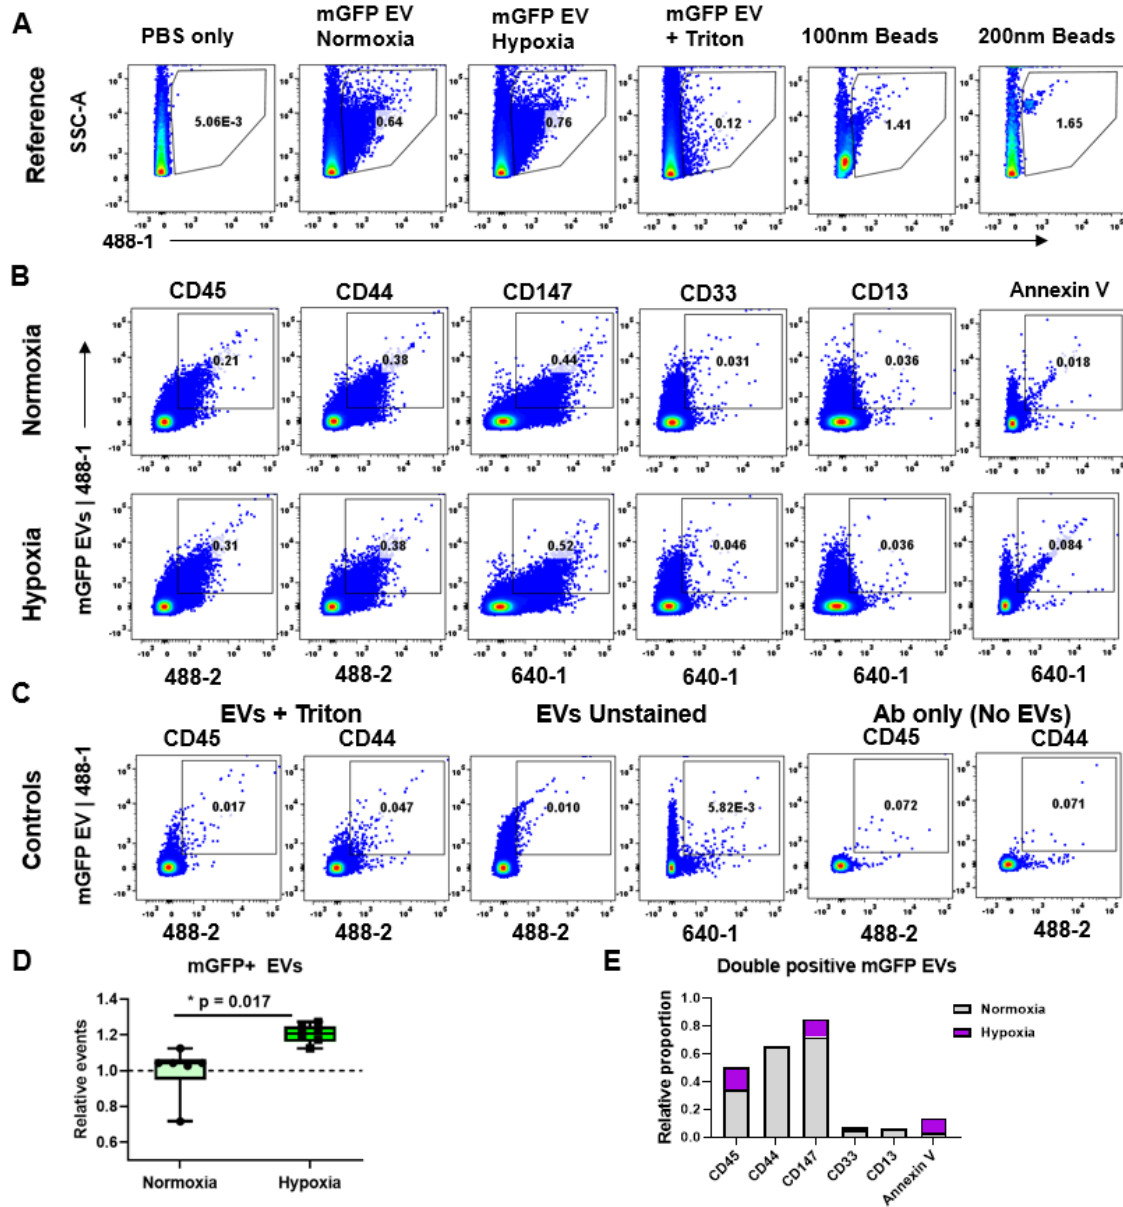 A
PBS only
mGFP EV
Normoxia
mGFP EV
Hypoxia
mGFP EV
+ Triton
100nm Beads
200nm Beads
Reference
SSC-A
5.06E-3
0.64
0.76
0.12
1.41
1.65
488-1
B
CD45
CD44
CD147
CD33
CD13
Annexin V
Normoxia
0.21
0.38
0.44
0.031
0.036
0.018
mGFP EVs | 488-1
Hypoxia
0.31
0.38
0.52
0.046
0.036
0.084
488-2
488-2
640-1
640-1
640-1
640-1
C
EVs + Triton
EVs Unstained
Ab only (No EVs)
CD45
CD44
CD45
CD44
Controls
mGFP EV | 488-1
0.017
0.047
0.010
5.82E-3
0.072
0.071
488-2
488-2
488-2
640-1
488-2
488-2
D
mGFP+ EVs
* p = 0.017
Relative events
1.4
1.2
1.0
0.8
0.6
Normoxia
Hypoxia
E
Double positive mGFP EVs
Relative proportion
1.0
0.8
0.6
0.4
0.2
0.0
Normoxia
Hypoxia
CD45
CD44
CD147
CD33
CD13
Annexin V